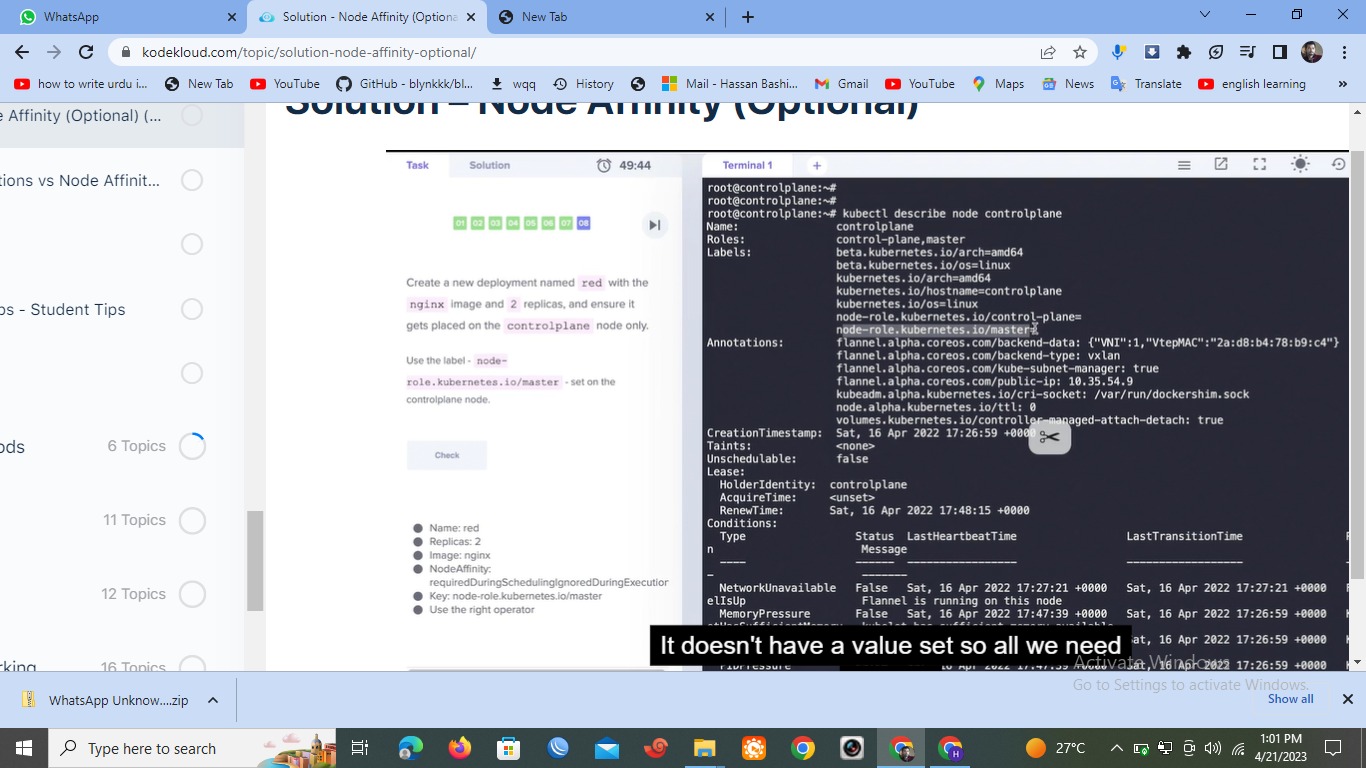 WhatsApp
Solution - Node Affinity (Optiona
New Tab
kodekloud.com/topic/solution-node-affinity-optional/
how to write urdu i...
New Tab
YouTube
GitHub - blynkkk/bl...
wqq
History
Mail - Hassan Bashi...
Gmail
YouTube
Maps
News
Translate
english learning
»
Solution – Node Affinity (Optional)
e Affinity (Optional) (...
tions vs Node Affinit...
ps - Student Tips
ods 6 Topics
11 Topics
12 Topics
rking 16 Topics
Task Solution 49:44
01 02 03 04 05 06 07 08
Create a new deployment named red with the
nginx image and 2 replicas, and ensure it
gets placed on the controlplane node only.
Use the label - node-
role.kubernetes.io/master - set on the
controlplane node.
Check
Name: red
Replicas: 2
Image: nginx
NodeAffinity:
requiredDuringSchedulingIgnoredDuringExecution
Key: node-role.kubernetes.io/master
Use the right operator
Terminal 1 +
root@controlplane:~#
root@controlplane:~#
root@controlplane:~# kubectl describe node controlplane
Name: controlplane
Roles: control-plane,master
Labels: beta.kubernetes.io/arch=amd64
beta.kubernetes.io/os=linux
kubernetes.io/arch=amd64
kubernetes.io/hostname=controlplane
kubernetes.io/os=linux
node-role.kubernetes.io/control-plane=
node-role.kubernetes.io/master=
Annotations: flannel.alpha.coreos.com/backend-data: {"VNI":1,"VtepMAC":"2a:d8:b4:78:b9:c4"}
flannel.alpha.coreos.com/backend-type: vxlan
flannel.alpha.coreos.com/kube-subnet-manager: true
flannel.alpha.coreos.com/public-ip: 10.35.54.9
kubeadm.alpha.kubernetes.io/cri-socket: /var/run/dockershim.sock
node.alpha.kubernetes.io/ttl: 0
volumes.kubernetes.io/controller-managed-attach-detach: true
CreationTimestamp: Sat, 16 Apr 2022 17:26:59 +0000
Taints: <none>
Unschedulable: false
Lease:
HolderIdentity: controlplane
AcquireTime: <unset>
RenewTime: Sat, 16 Apr 2022 17:48:15 +0000
Conditions:
Type Status LastHeartbeatTime LastTransitionTime
n Message
---- ------ ----------------- ------------------
- -------
NetworkUnavailable False Sat, 16 Apr 2022 17:27:21 +0000 Sat, 16 Apr 2022 17:27:21 +0000
elIsUp Flannel is running on this node
MemoryPressure False Sat, 16 Apr 2022 17:47:39 +0000 Sat, 16 Apr 2022 17:26:59 +0000
Sat, 16 Apr 2022 17:26:59 +0000
Sat, 16 Apr 2022 17:26:59 +0000
It doesn't have a value set so all we need
Activate Windows
Go to Settings to activate Windows.
WhatsApp Unknow....zip
Show all
Type here to search
27°C
1:01 PM
4/21/2023